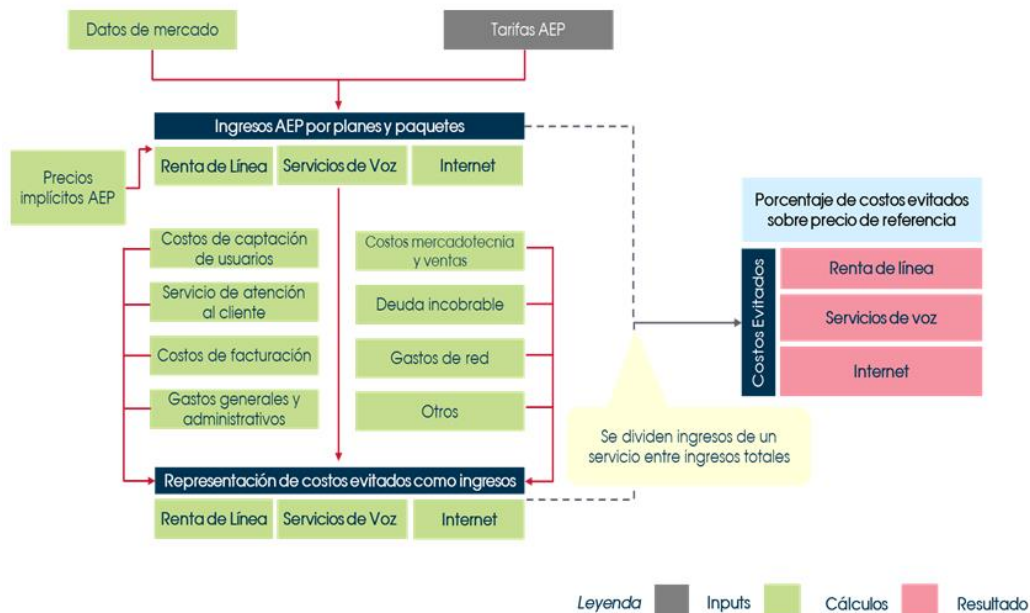 Datos de mercado
Tarifas AEP
Ingresos AEP por planes y paquetes
Renta de Línea
Servicios de Voz
Internet
Precios
implícitos AEP
Costos de captación
de usuarios
Costos mercadotecnia
y ventas
Servicio de atención
al cliente
Deuda incobrable
Costos de facturación
Gastos de red
Gastos generales y
administrativos
Otros
Representación de costos evitados como ingresos
Renta de Línea
Servicios de Voz
Internet
Se dividen ingresos de un
servicio entre ingresos totales
Porcentaje de costos evitados
sobre precio de referencia
Costos Evitados
Renta de línea
Servicios de voz
Internet
Leyenda
Inputs
Cálculos
Resultado